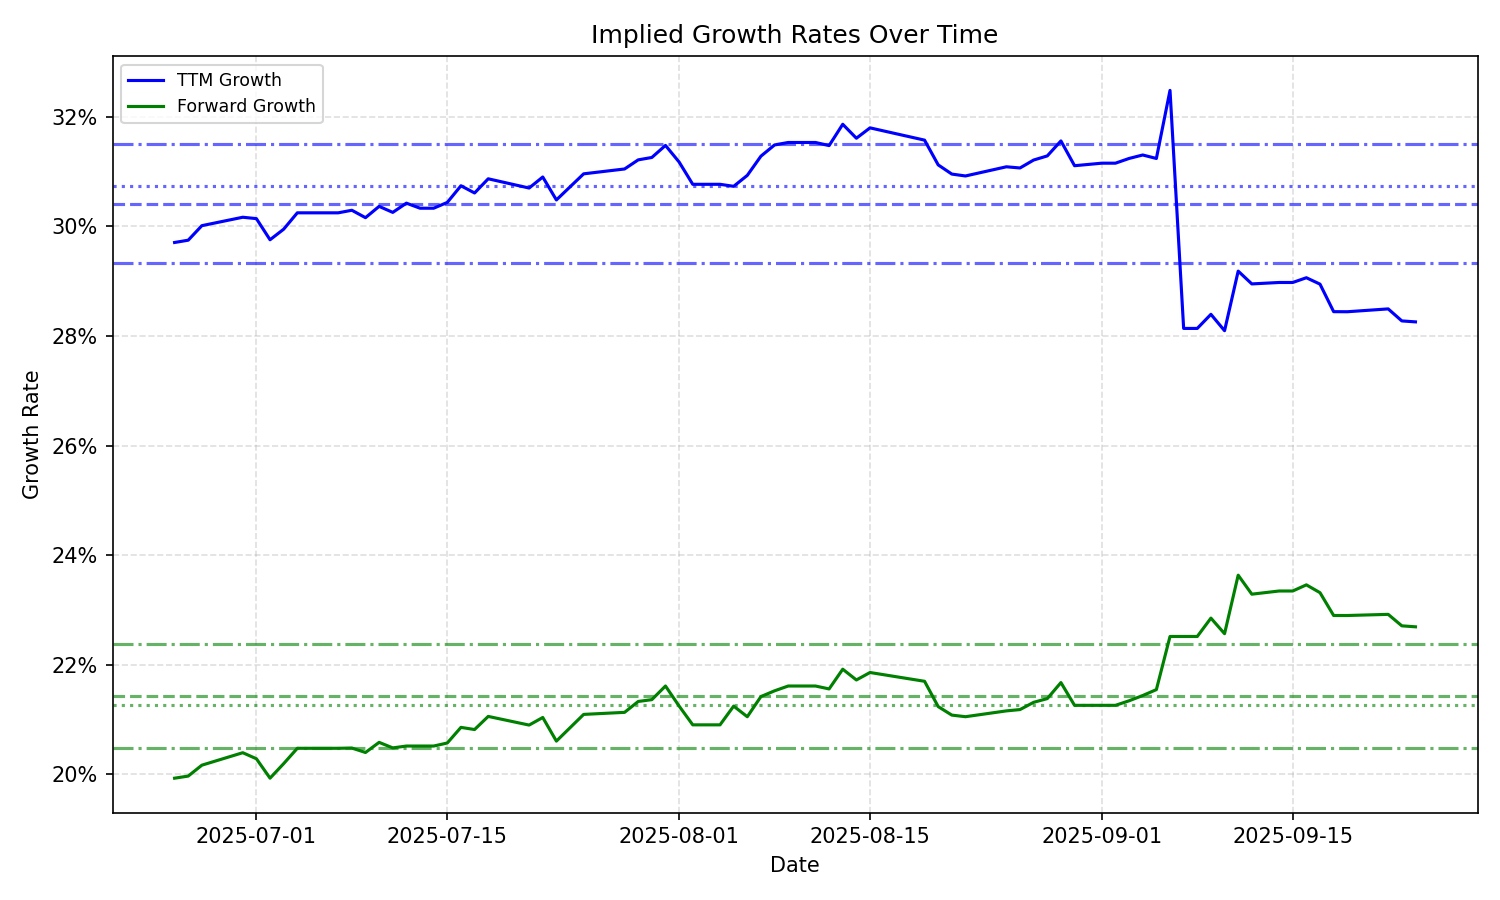 Implied Growth Rates Over Time
TTM Growth
Forward Growth
32%
30%
28%
26%
24%
22%
20%
Growth Rate
2025-07-01
2025-07-15
2025-08-01
2025-08-15
2025-09-01
2025-09-15
Date